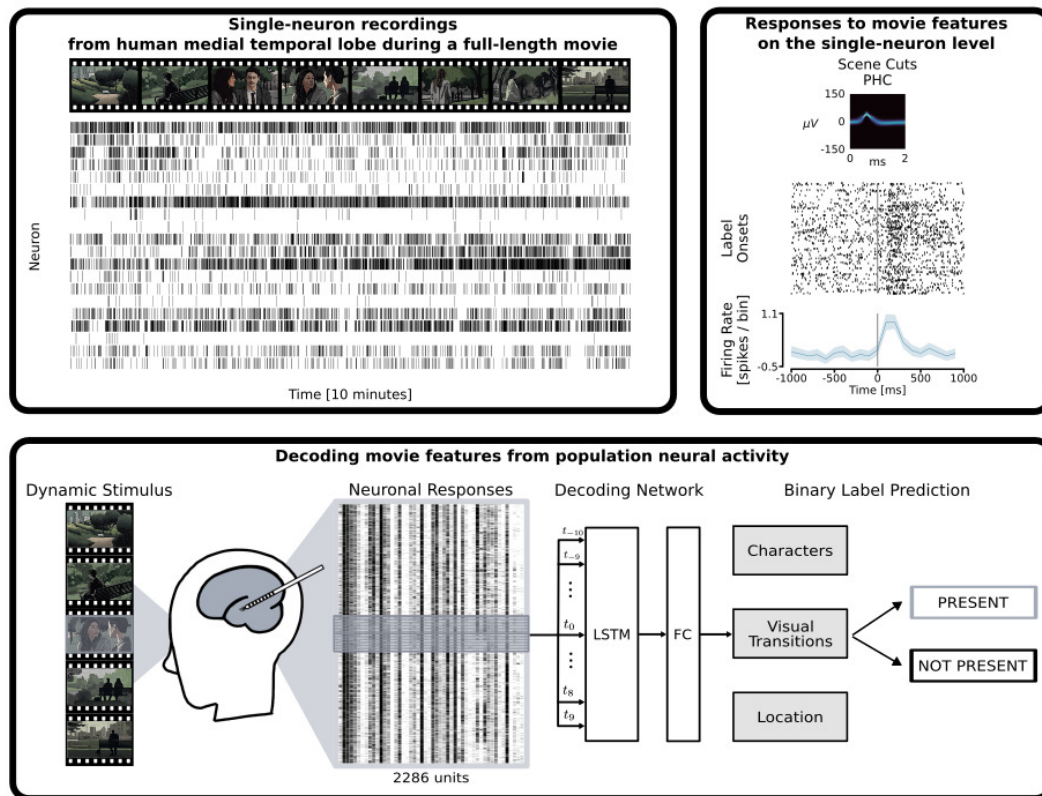 Single-neuron recordings
from human medial temporal lobe during a full-length movie
Neuron
Time [10 minutes]
Responses to movie features
on the single-neuron level
Scene Cuts
PHC
150
μV
0
-150
0
ms
2
Label
Onsets
Firing Rate
[spikes / bin]
1.1
-0.5
-1000
-500
0
500
1000
Time [ms]
Decoding movie features from population neural activity
Dynamic Stimulus
Neuronal Responses
Decoding Network
Binary Label Prediction
t₋₁₀
t₋₉
⋮
t₀
⋮
t₈
t₉
LSTM
FC
Characters
Visual
Transitions
Location
PRESENT
NOT PRESENT
2286 units